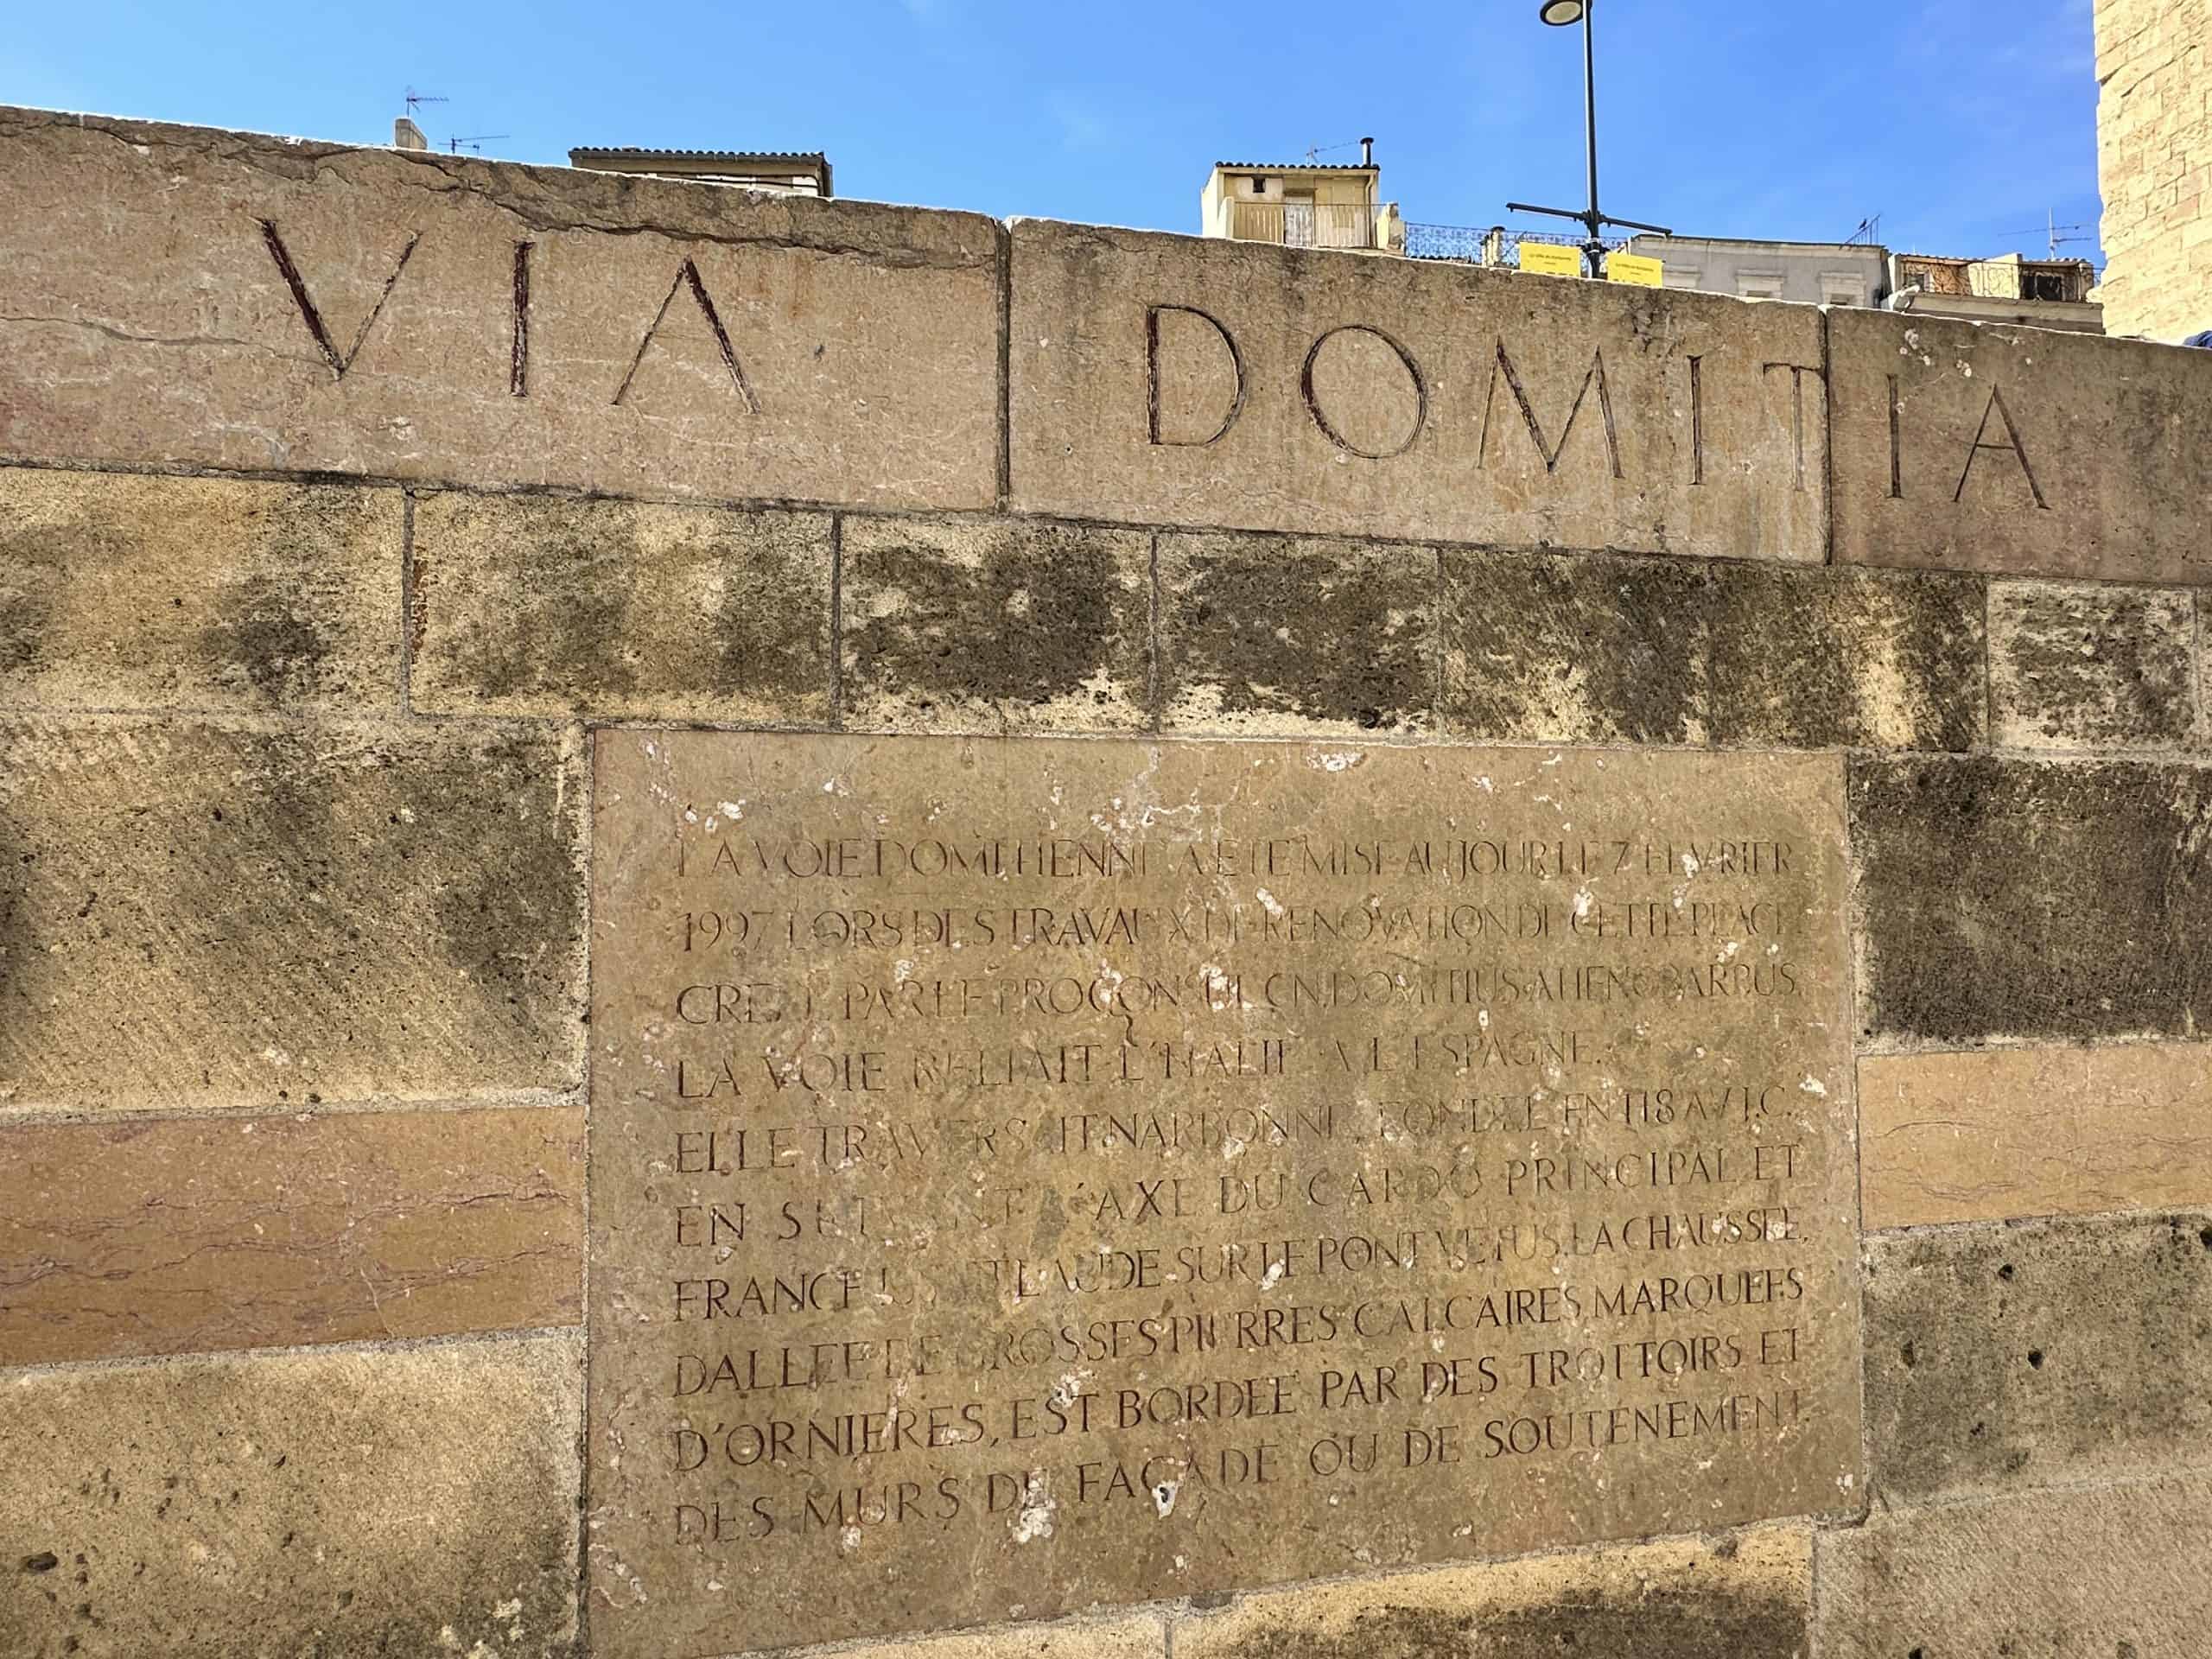 VIA DOMITIA
LA VOIE DOMITIENNE A ETE MISE AU JOUR LE 7 FEVRIER
1997 LORS DES TRAVAUX DE RENOVATION DE CETTE PLACE
CREEE PAR LE PROCONSUL CN.DOMITIUS AHENOBARBUS,
LA VOIE RELIAIT L'ITALIE A L'ESPAGNE.
ELLE TRAVERSAIT NARBONNE, FONDEE EN 118 AV J.C.
EN SUIVANT L'AXE DU CARDO PRINCIPAL ET
L'AUDE SUR LE PONT VETUS. LA CHAUSSEE,
DALLEE DE GROSSES PIERRES CALCAIRES MARQUEES
D'ORNIERES, EST BORDEE PAR DES TROTTOIRS ET
DES MURS DE FAÇADE OU DE SOUTENEMENT